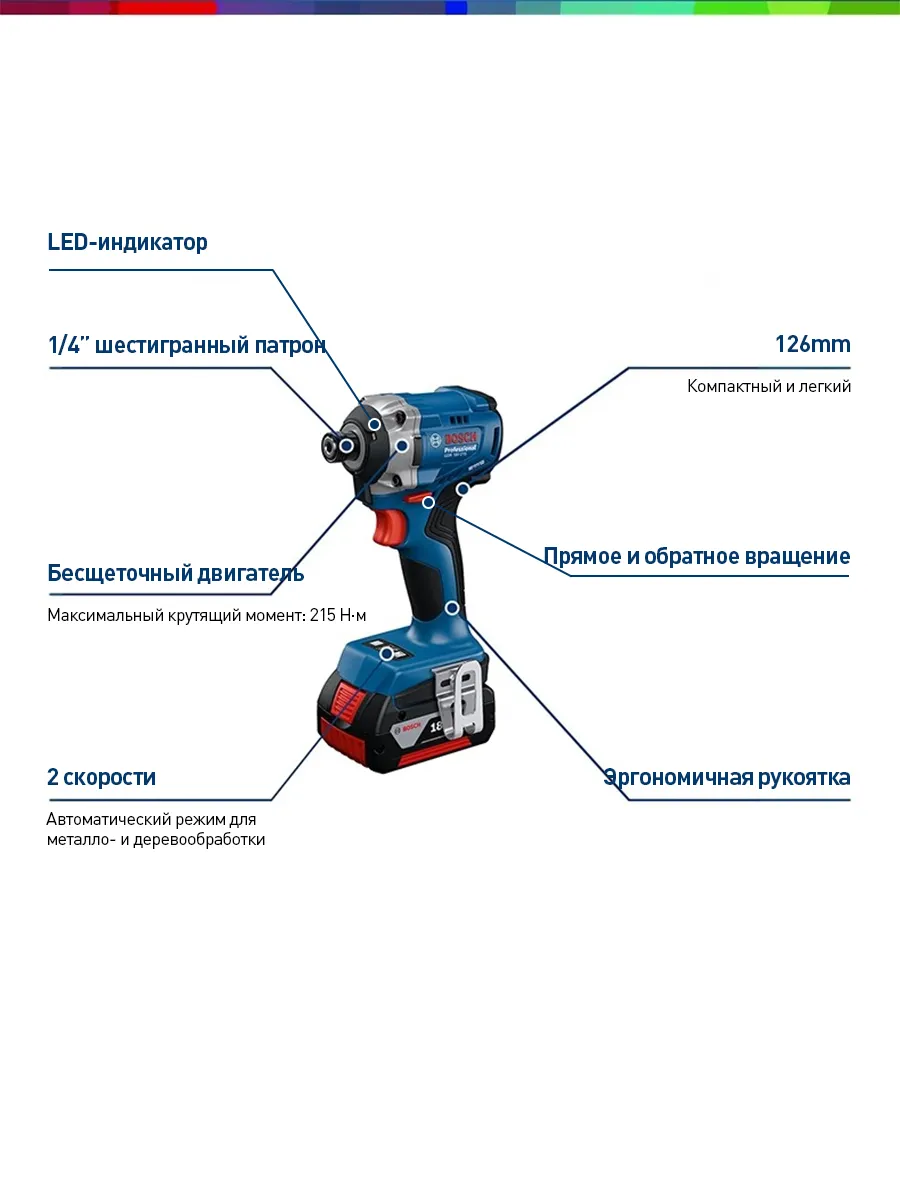 LED-индикатор
1/4” шестигранный патрон
126mm
Компактный и легкий
BOSCH
Professional
Прямое и обратное вращение
Бесщеточный двигатель
Максимальный крутящий момент: 215 Н·м
BOSCH
18
2 скорости
Эргономичная рукоятка
Автоматический режим для
металло- и деревообработки